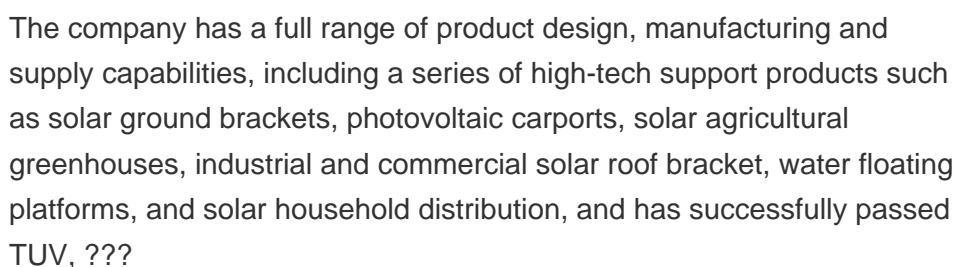 The company has a full range of product design, manufacturing and
supply capabilities, including a series of high-tech support products such
as solar ground brackets, photovoltaic carports, solar agricultural
greenhouses, industrial and commercial solar roof bracket, water floating
platforms, and solar household distribution, and has successfully passed
TUV, ???